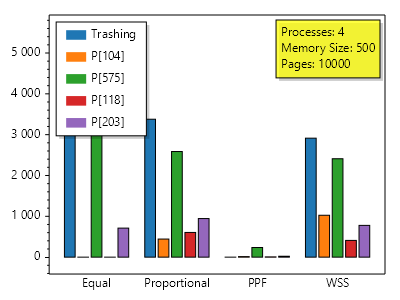 Trashing
P[104]
P[575]
P[118]
P[203]
Processes: 4
Memory Size: 500
Pages: 10000
5 000
4 000
3 000
2 000
1 000
0
Equal Proportional PPF WSS